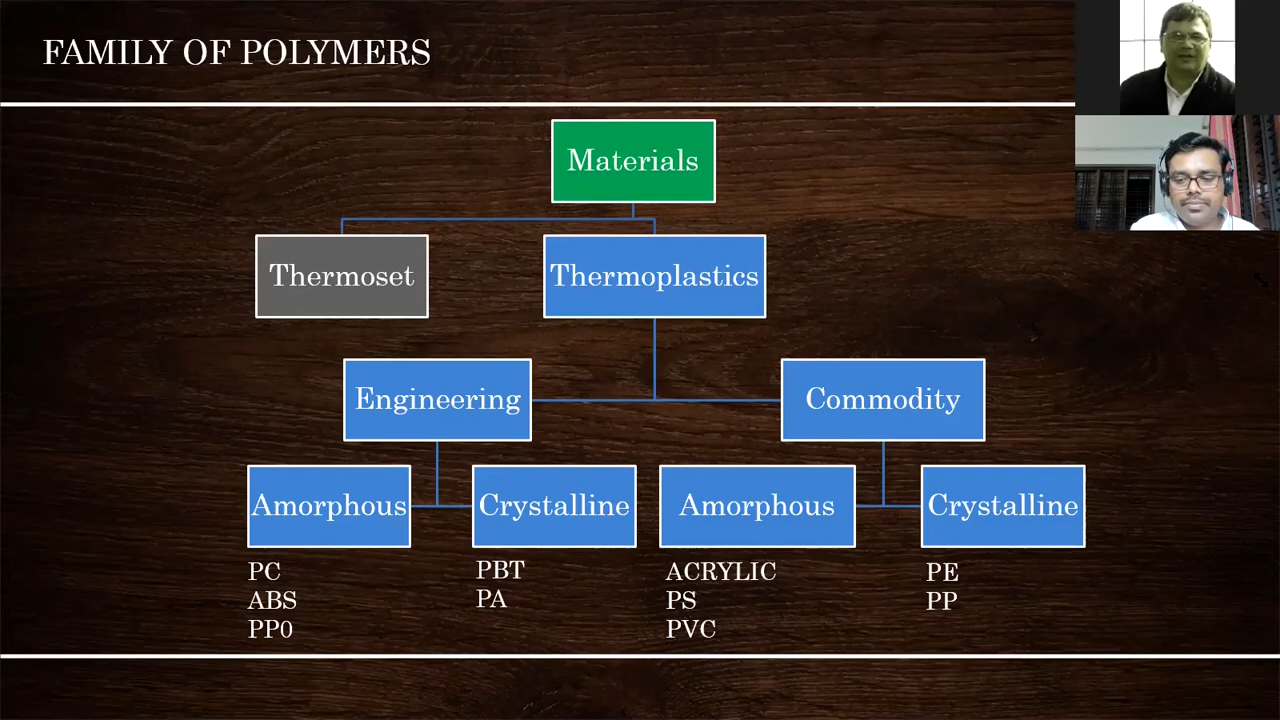 FAMILY OF POLYMERS
Materials
Thermoset
Thermoplastics
Engineering
Commodity
Amorphous
Crystalline
Amorphous
Crystalline
PC
ABS
PP0
PBT
PA
ACRYLIC
PS
PVC
PE
PP